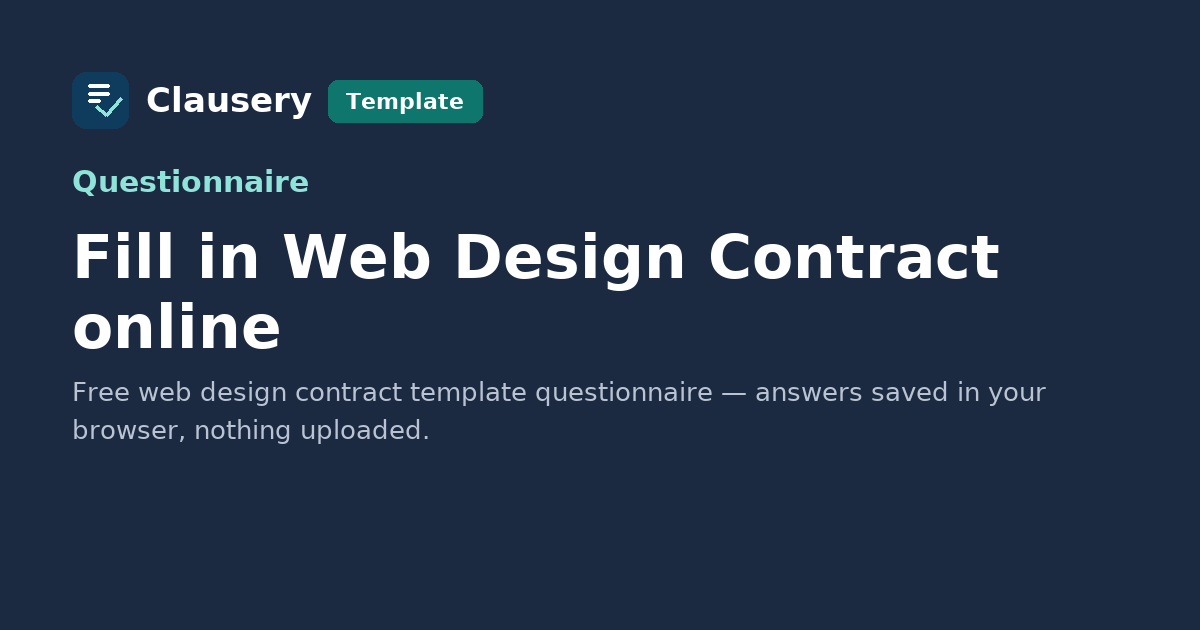 Clausery Template
Questionnaire
Fill in Web Design Contract
online
Free web design contract template questionnaire — answers saved in your
browser, nothing uploaded.